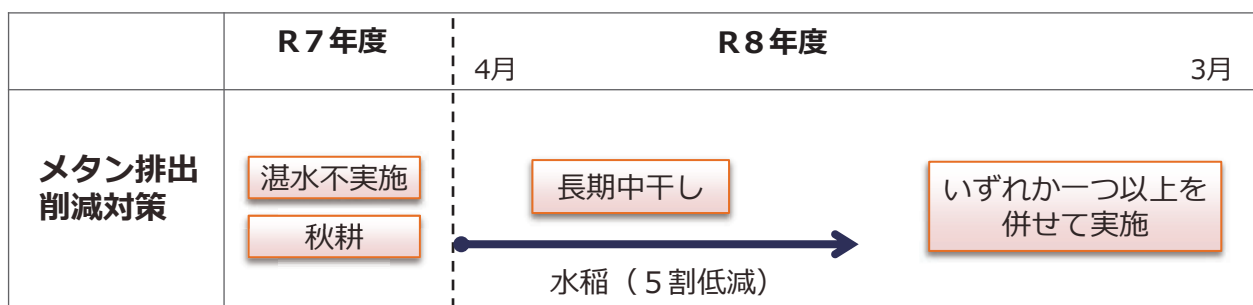 R7年度
R8年度
4月
3月
メタン排出
削減対策
湛水不実施
秋耕
長期中干し
いずれか一つ以上を
併せて実施
水稲（5割低減）